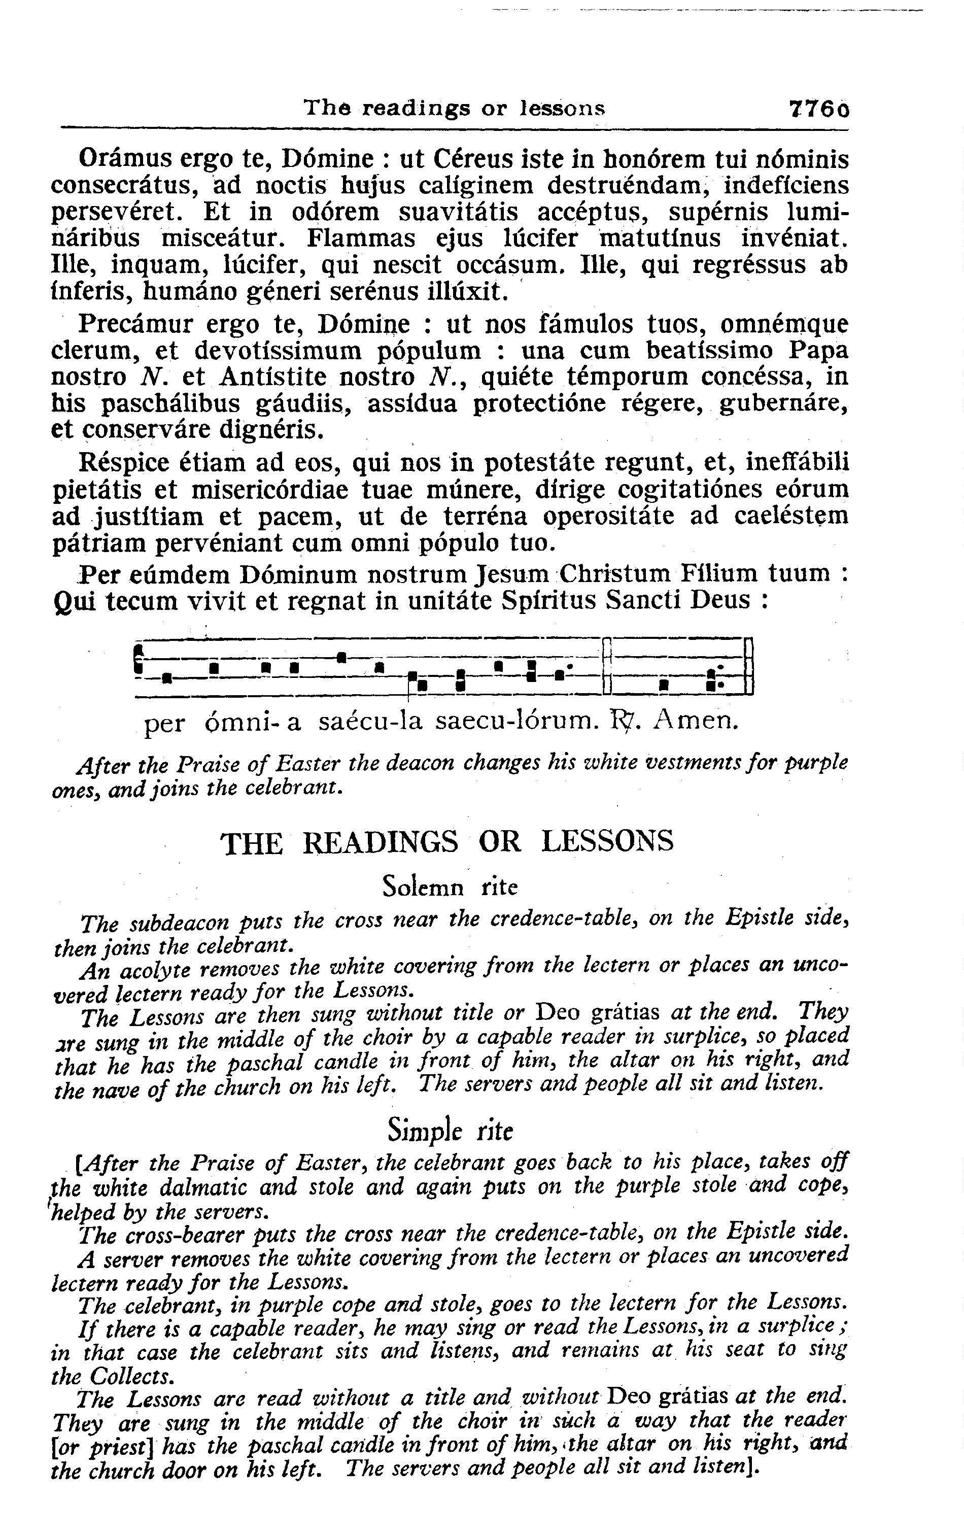 The readings or lessons 776o
Orámus ergo te, Dómine : ut Céreus iste in honórem tui nóminis
consecrátus, ad noctis hujus calíginem destruéndam, indefíciens
persevéret. Et in odórem suavitátis accéptus, supérnis lumi-
náribus misceátur. Flammas ejus lúcifer matutínus invéniat.
Ille, inquam, lúcifer, qui nescit occásum. Ille, qui regréssus ab
ínferis, humáno géneri serénus illúxit.
Precámur ergo te, Dómine : ut nos fámulos tuos, omnémque
clerum, et devotíssimum pópulum : una cum beatíssimo Papa
nostro N. et Antístite nostro N., quiéte témporum concéssa, in
his paschálibus gáudiis, assídua protectióne régere, gubernáre,
et conserváre dignéris.
Réspice étiam ad eos, qui nos in potestáte regunt, et, ineffábili
pietátis et misericórdiae tuae múnere, dírige cogitatiónes eórum
ad justítiam et pacem, ut de terréna operositáte ad caeléstem
pátriam pervéniant cum omni pópulo tuo.
Per eúmdem Dóminum nostrum Jesum Christum Fílium tuum :
Qui tecum vivit et regnat in unitáte Spíritus Sancti Deus :
per ómni- a saécu-la saecu-lórum. ℟. Amen.
After the Praise of Easter the deacon changes his white vestments for purple
ones, and joins the celebrant.
THE READINGS OR LESSONS
Solemn rite
The subdeacon puts the cross near the credence-table, on the Epistle side,
then joins the celebrant.
An acolyte removes the white covering from the lectern or places an unco-
vered lectern ready for the Lessons.
The Lessons are then sung without title or Deo grátias at the end. They
are sung in the middle of the choir by a capable reader in surplice, so placed
that he has the paschal candle in front of him, the altar on his right, and
the nave of the church on his left. The servers and people all sit and listen.
Simple rite
[After the Praise of Easter, the celebrant goes back to his place, takes off
the white dalmatic and stole and again puts on the purple stole and cope,
helped by the servers.
The cross-bearer puts the cross near the credence-table, on the Epistle side.
A server removes the white covering from the lectern or places an uncovered
lectern ready for the Lessons.
The celebrant, in purple cope and stole, goes to the lectern for the Lessons.
If there is a capable reader, he may sing or read the Lessons, in a surplice ;
in that case the celebrant sits and listens, and remains at his seat to sing
the Collects.
The Lessons are read without a title and without Deo grátias at the end.
They are sung in the middle of the choir in such a way that the reader
[or priest] has the paschal candle in front of him, the altar on his right, and
the church door on his left. The servers and people all sit and listen].